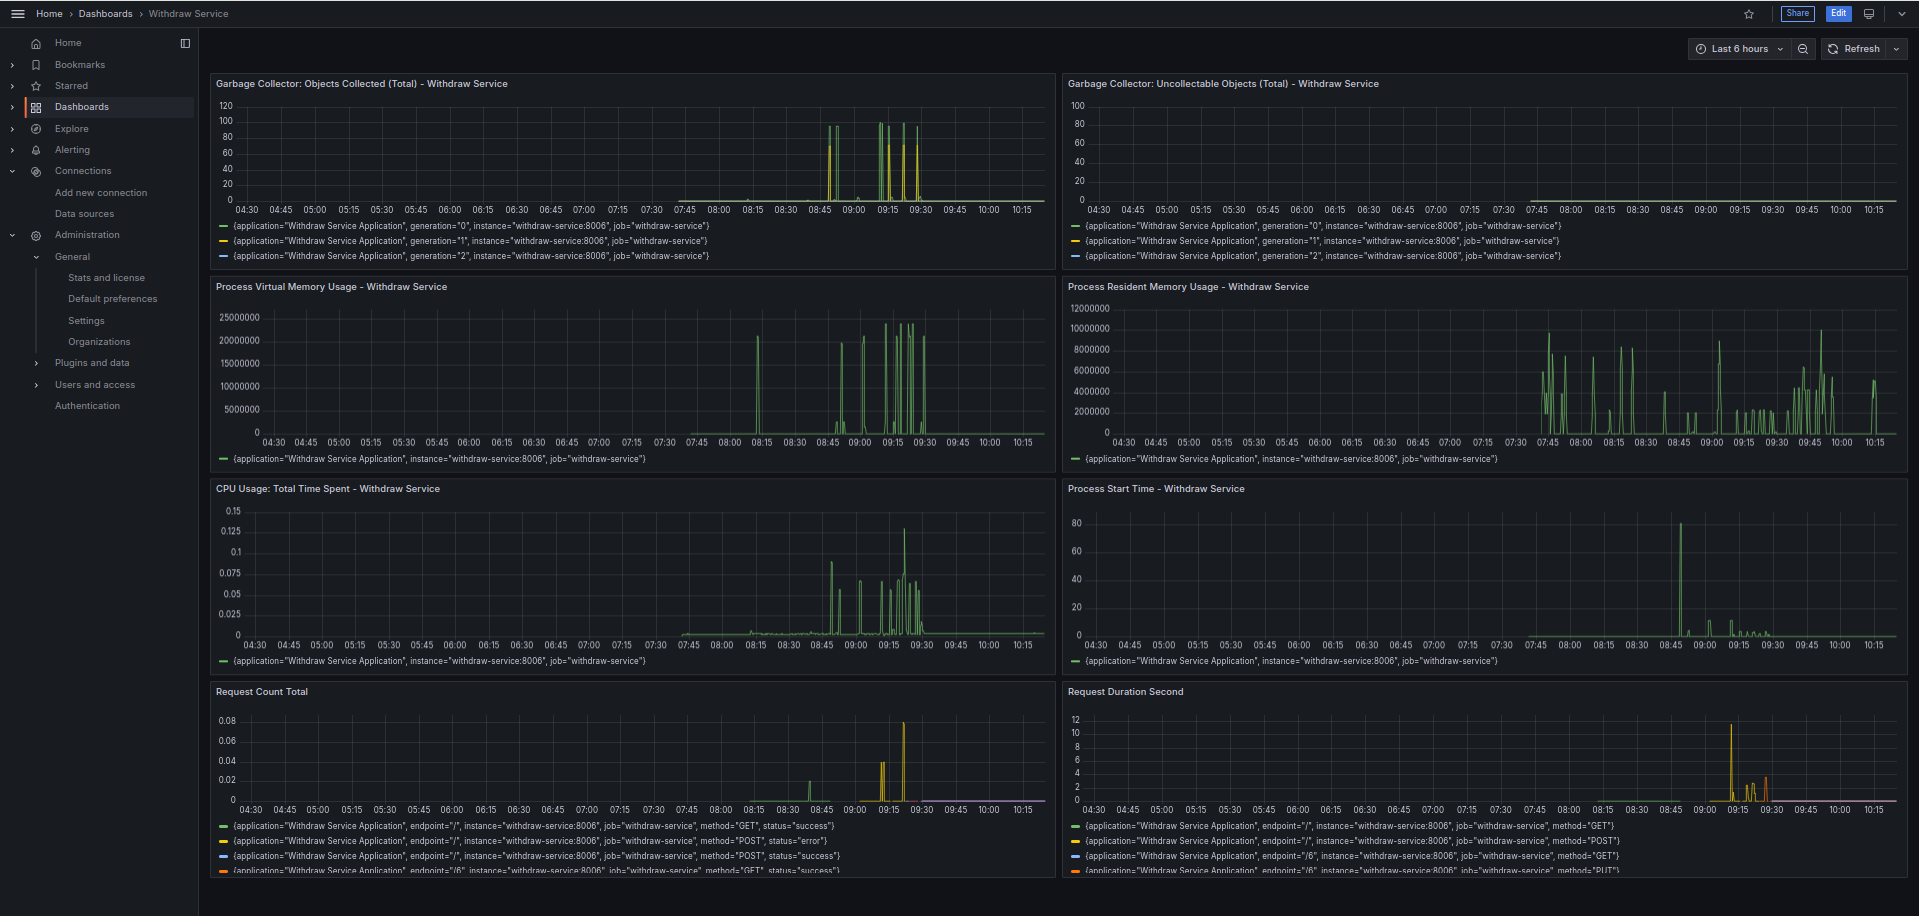 Home › Dashboards › Withdraw Service
Share
Edit
Home
Bookmarks
Starred
Dashboards
Explore
Alerting
Connections
Add new connection
Data sources
Administration
General
Stats and license
Default preferences
Settings
Organizations
Plugins and data
Users and access
Authentication
Last 6 hours
Refresh
Garbage Collector: Objects Collected (Total) - Withdraw Service
120
100
80
60
40
20
0
04:30 04:45 05:00 05:15 05:30 05:45 06:00 06:15 06:30 06:45 07:00 07:15 07:30 07:45 08:00 08:15 08:30 08:45 09:00 09:15 09:30 09:45 10:00 10:15
{application="Withdraw Service Application", generation="0", instance="withdraw-service:8006", job="withdraw-service"}
{application="Withdraw Service Application", generation="1", instance="withdraw-service:8006", job="withdraw-service"}
{application="Withdraw Service Application", generation="2", instance="withdraw-service:8006", job="withdraw-service"}
Garbage Collector: Uncollectable Objects (Total) - Withdraw Service
100
80
60
40
20
0
04:30 04:45 05:00 05:15 05:30 05:45 06:00 06:15 06:30 06:45 07:00 07:15 07:30 07:45 08:00 08:15 08:30 08:45 09:00 09:15 09:30 09:45 10:00 10:15
{application="Withdraw Service Application", generation="0", instance="withdraw-service:8006", job="withdraw-service"}
{application="Withdraw Service Application", generation="1", instance="withdraw-service:8006", job="withdraw-service"}
{application="Withdraw Service Application", generation="2", instance="withdraw-service:8006", job="withdraw-service"}
Process Virtual Memory Usage - Withdraw Service
25000000
20000000
15000000
10000000
5000000
0
04:30 04:45 05:00 05:15 05:30 05:45 06:00 06:15 06:30 06:45 07:00 07:15 07:30 07:45 08:00 08:15 08:30 08:45 09:00 09:15 09:30 09:45 10:00 10:15
{application="Withdraw Service Application", instance="withdraw-service:8006", job="withdraw-service"}
Process Resident Memory Usage - Withdraw Service
12000000
10000000
8000000
6000000
4000000
2000000
0
04:30 04:45 05:00 05:15 05:30 05:45 06:00 06:15 06:30 06:45 07:00 07:15 07:30 07:45 08:00 08:15 08:30 08:45 09:00 09:15 09:30 09:45 10:00 10:15
{application="Withdraw Service Application", instance="withdraw-service:8006", job="withdraw-service"}
CPU Usage: Total Time Spent - Withdraw Service
0.15
0.125
0.1
0.075
0.05
0.025
0
04:30 04:45 05:00 05:15 05:30 05:45 06:00 06:15 06:30 06:45 07:00 07:15 07:30 07:45 08:00 08:15 08:30 08:45 09:00 09:15 09:30 09:45 10:00 10:15
{application="Withdraw Service Application", instance="withdraw-service:8006", job="withdraw-service"}
Process Start Time - Withdraw Service
80
60
40
20
0
04:30 04:45 05:00 05:15 05:30 05:45 06:00 06:15 06:30 06:45 07:00 07:15 07:30 07:45 08:00 08:15 08:30 08:45 09:00 09:15 09:30 09:45 10:00 10:15
{application="Withdraw Service Application", instance="withdraw-service:8006", job="withdraw-service"}
Request Count Total
0.08
0.06
0.04
0.02
0
04:30 04:45 05:00 05:15 05:30 05:45 06:00 06:15 06:30 06:45 07:00 07:15 07:30 07:45 08:00 08:15 08:30 08:45 09:00 09:15 09:30 09:45 10:00 10:15
{application="Withdraw Service Application", endpoint="/", instance="withdraw-service:8006", job="withdraw-service", method="GET", status="success"}
{application="Withdraw Service Application", endpoint="/", instance="withdraw-service:8006", job="withdraw-service", method="POST", status="error"}
{application="Withdraw Service Application", endpoint="/", instance="withdraw-service:8006", job="withdraw-service", method="POST", status="success"}
{application="Withdraw Service Application", endpoint="/6", instance="withdraw-service:8006", job="withdraw-service", method="GET", status="success"}
Request Duration Second
12
10
8
6
4
2
0
04:30 04:45 05:00 05:15 05:30 05:45 06:00 06:15 06:30 06:45 07:00 07:15 07:30 07:45 08:00 08:15 08:30 08:45 09:00 09:15 09:30 09:45 10:00 10:15
{application="Withdraw Service Application", endpoint="/", instance="withdraw-service:8006", job="withdraw-service", method="GET"}
{application="Withdraw Service Application", endpoint="/", instance="withdraw-service:8006", job="withdraw-service", method="POST"}
{application="Withdraw Service Application", endpoint="/6", instance="withdraw-service:8006", job="withdraw-service", method="GET"}
{application="Withdraw Service Application", endpoint="/6", instance="withdraw-service:8006", job="withdraw-service", method="PUT"}